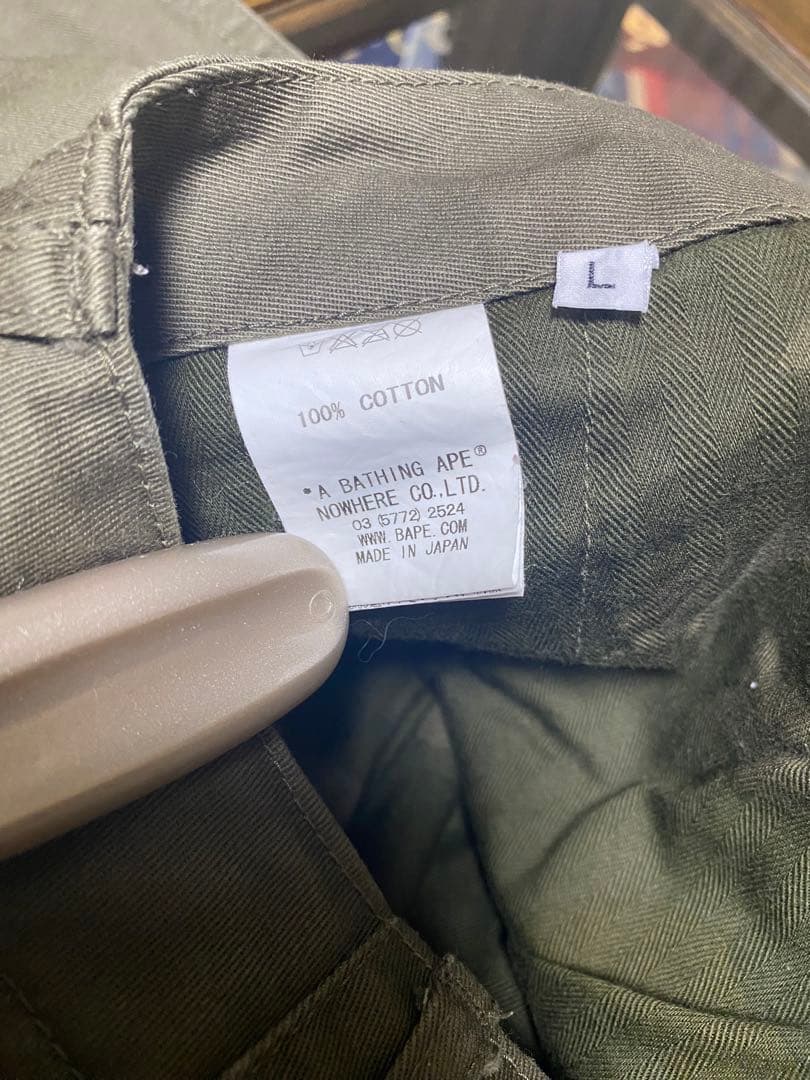 L
100% COTTON
*A BATHING APE®
NOWHERE CO.,LTD.
03 (5772) 2524
WWW.BAPE.COM
MADE IN JAPAN